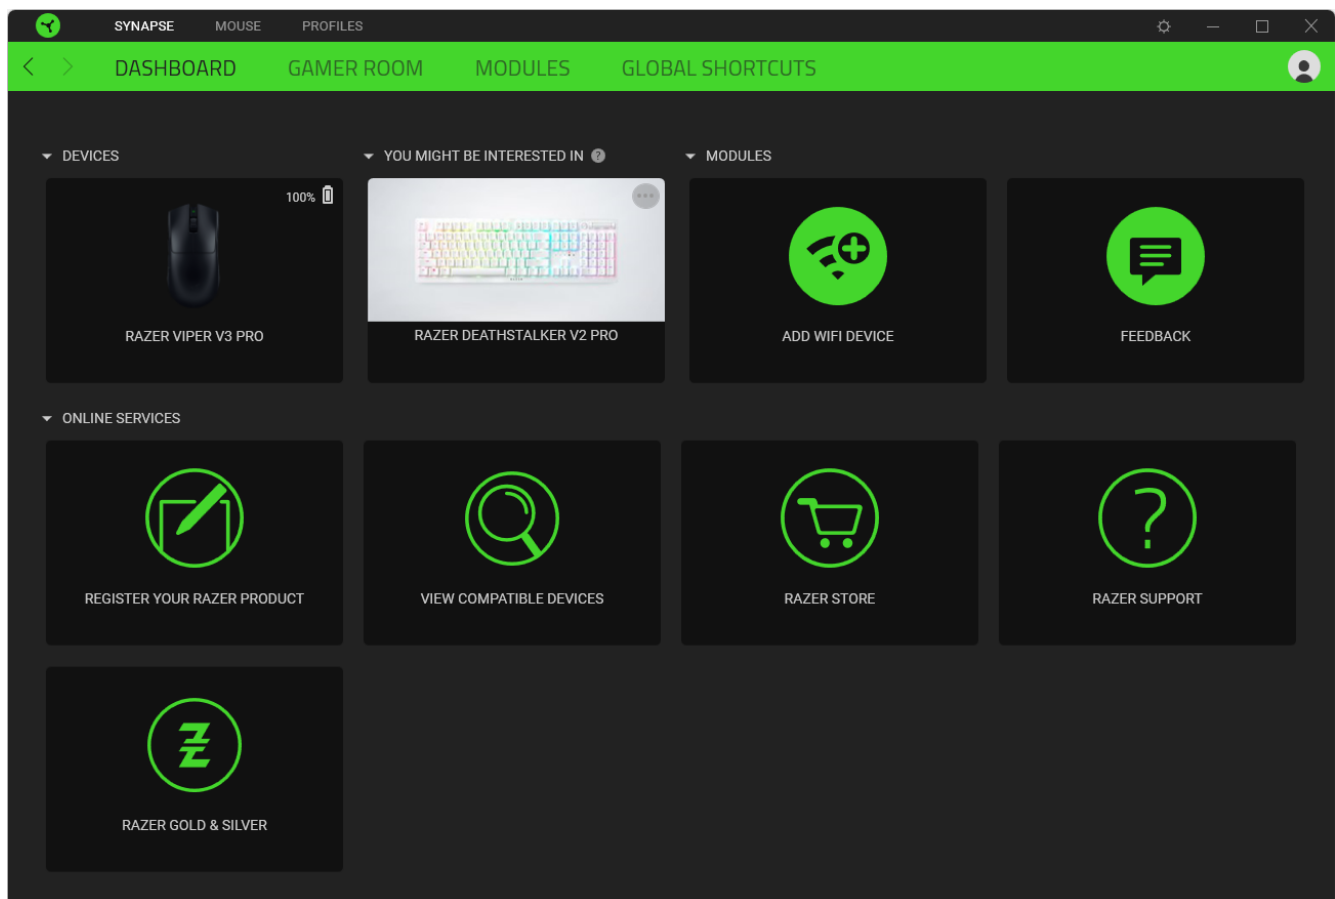 SYNAPSE MOUSE PROFILES
DASHBOARD GAMER ROOM MODULES GLOBAL SHORTCUTS
DEVICES
YOU MIGHT BE INTERESTED IN ?
MODULES
100%
RAZER VIPER V3 PRO
RAZER DEATHSTALKER V2 PRO
ADD WIFI DEVICE
FEEDBACK
ONLINE SERVICES
REGISTER YOUR RAZER PRODUCT
VIEW COMPATIBLE DEVICES
RAZER STORE
RAZER SUPPORT
RAZER GOLD & SILVER